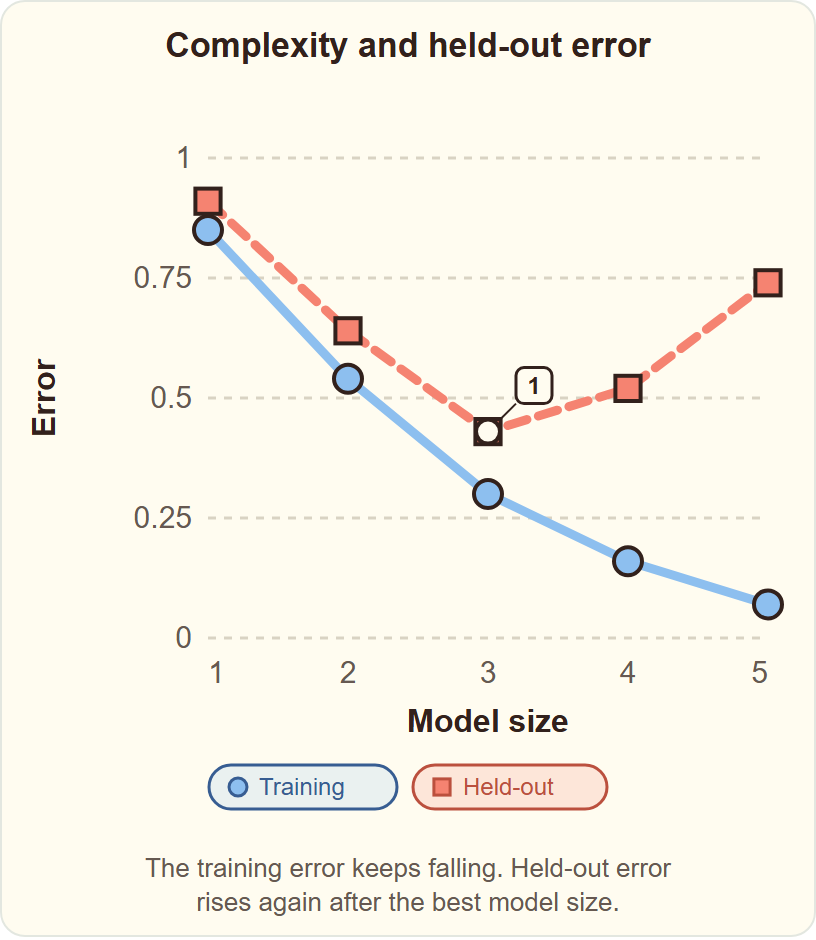 Complexity and held-out error
1
0.75
0.5
0.25
0
Error
1
1 2 3 4 5
Model size
Training Held-out
The training error keeps falling. Held-out error
rises again after the best model size.